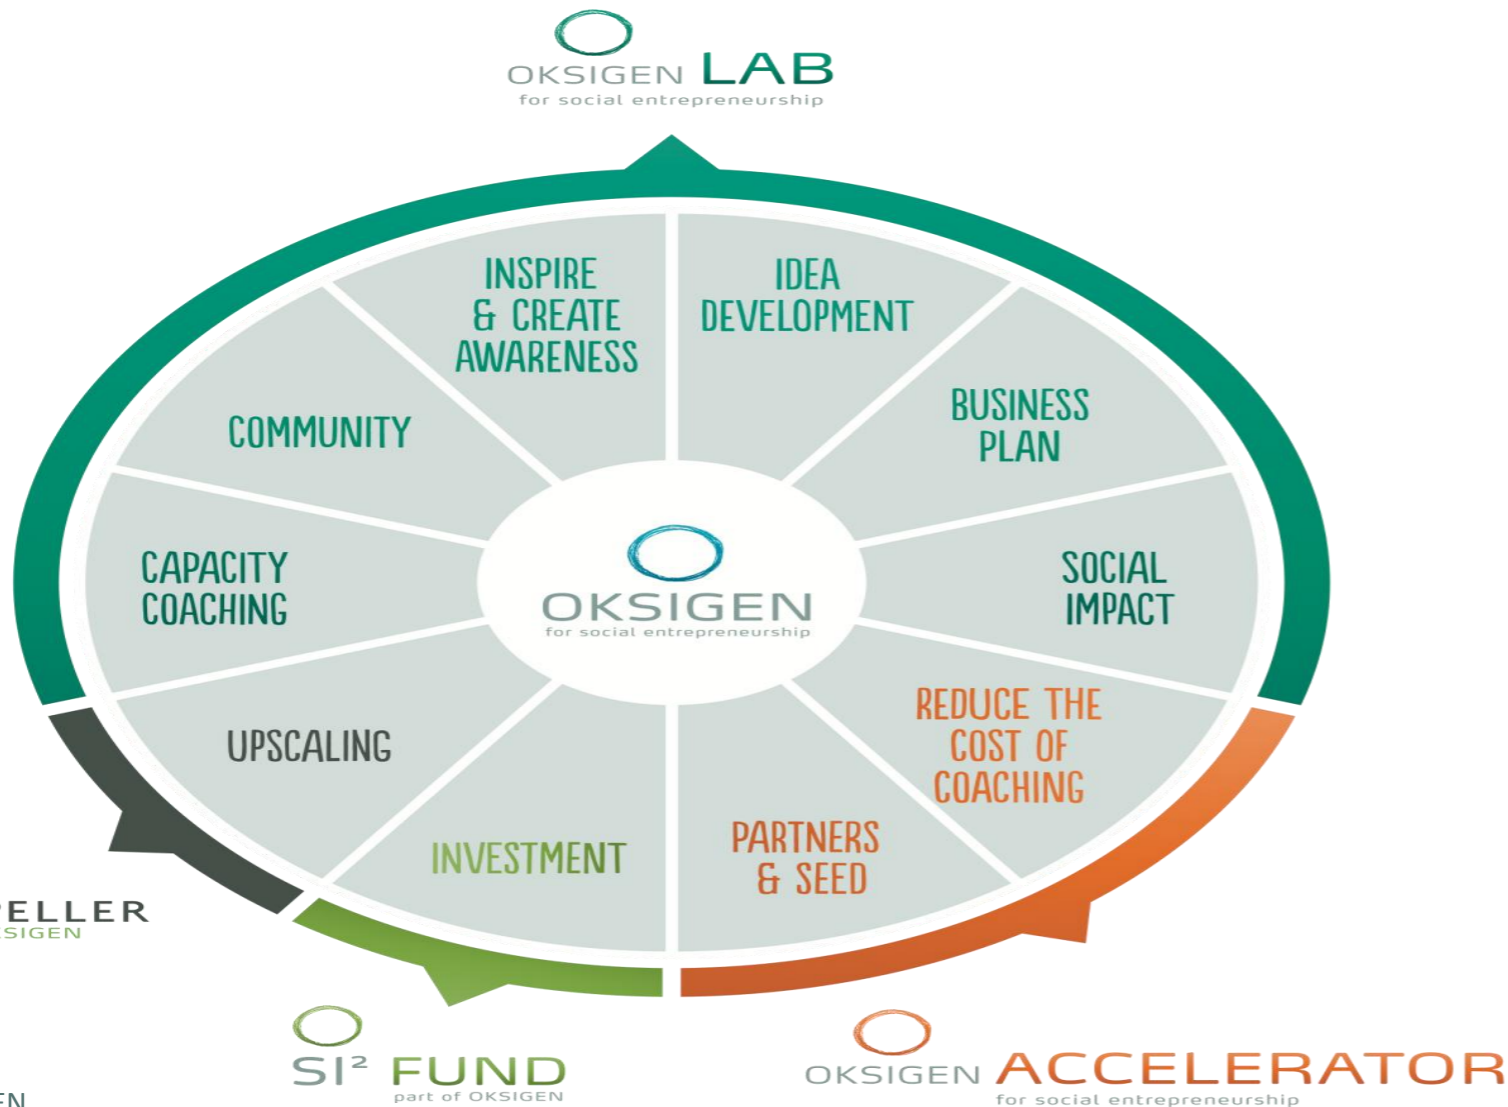 OKSIGEN LAB
for social entrepreneurship
INSPIRE
& CREATE
AWARENESS
IDEA
DEVELOPMENT
BUSINESS
PLAN
COMMUNITY
CAPACITY
COACHING
SOCIAL
IMPACT
OKSIGEN
for social entrepreneurship
UPSCALING
REDUCE THE
COST OF
COACHING
INVESTMENT
PARTNERS
& SEED
SI² FUND
part of OKSIGEN
OKSIGEN ACCELERATOR
for social entrepreneurship